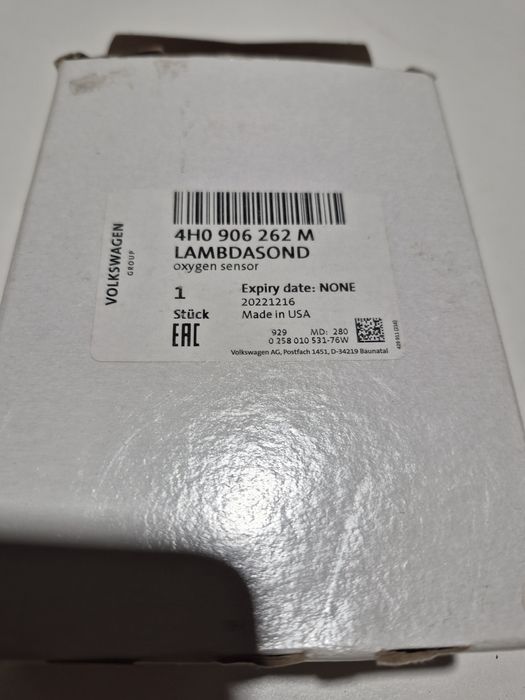 VOLKSWAGEN
GROUP
4H0 906 262 M
LAMBDASOND
oxygen sensor
1
Stück
Expiry date: NONE
20221216
Made in USA
EAC
929 MD: 280
0 258 010 531-76W
Volkswagen AG, Postfach 1451, D-34219 Baunatal